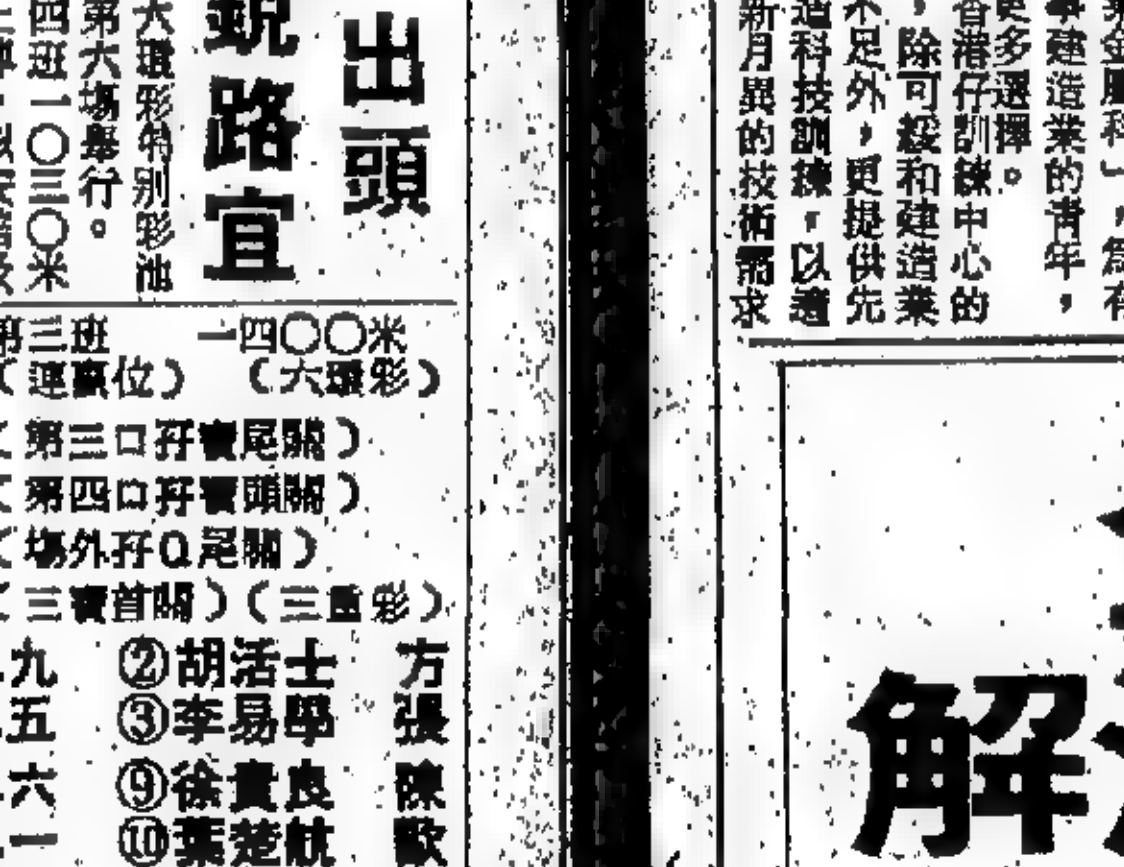 新月異的技術需求
造科技訓練,以適
不足外,更提供先
,除可緩和建造業
香港仔訓練中心的
更多選擇。
建造業的青年,
出頭
銳路宜
大環彩特別彩池
第六場舉行。
四班一〇三〇米
第三班 一四〇〇米
(連贏位) (六環彩)
(第三口孖寶尾關)
(第四口孖寶頭關)
(場外孖Q尾關)
(三寶首關)(三重彩)
九 ②胡活士 方
五 ③李易學 張
六 ⑨徐貴良 陳
一 ⑩葉楚航 歐
解